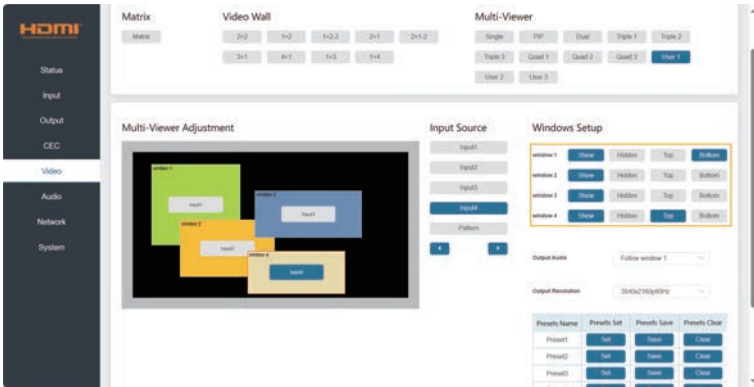 HDMI
Status
Input
Output
CEC
Video
Audio
Network
System
Matrix
Matrix
Video Wall
2×2 1×2 1×2-2 2×1 2×1-2
3×1 4×1 1×3 1×4
Multi-Viewer
Single PIP Dual Triple 1 Triple 2
Triple 3 Quad 1 Quad 2 Quad 3 User 1
User 2 User 3
Multi-Viewer Adjustment
window 1
Input1
window 2
Input2
window 3
Input3
window 4
Input4
Input Source
Input1
Input2
Input3
Input4
Pattern
Windows Setup
window 1 Show Hidden Top Bottom
window 2 Show Hidden Top Bottom
window 3 Show Hidden Top Bottom
window 4 Show Hidden Top Bottom
Output Audio Follow window 1
Output Resolution 3840x2160p60Hz
Presets Name Presets Set Presets Save Presets Clear
Preset1 Set Save Clear
Preset2 Set Save Clear
Preset3 Set Save Clear